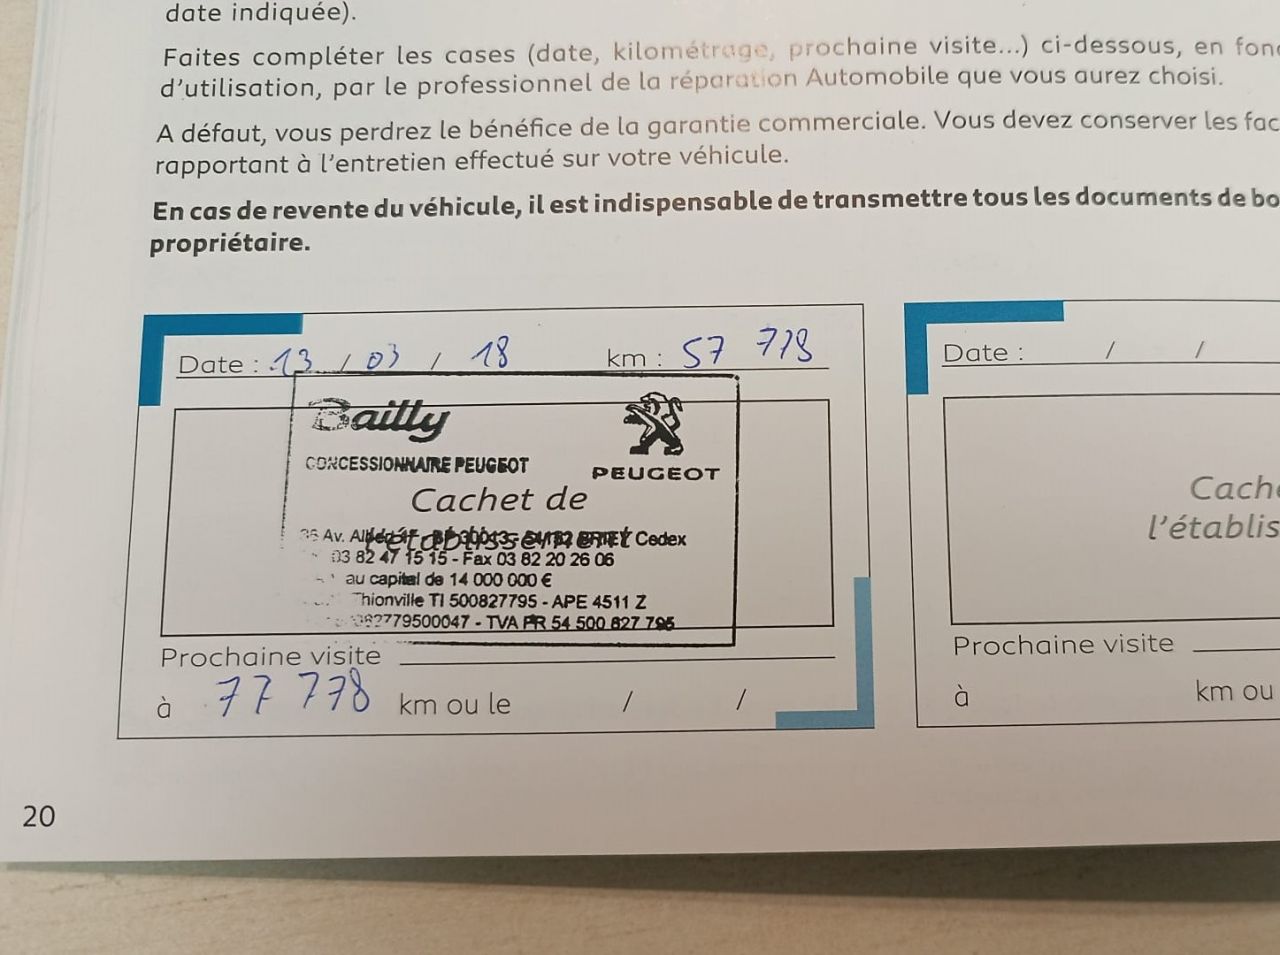 date indiquée).
Faites compléter les cases (date, kilométrage, prochaine visite...) ci-dessous, en
d'utilisation, par le professionnel de la réparation Automobile que vous aurez choisi.
A défaut, vous perdrez le bénéfice de la garantie commerciale. Vous devez conserver les
rapportant à l'entretien effectué sur votre véhicule.
En cas de revente du véhicule, il est indispensable de transmettre tous les documents de
propriétaire.
Date : 13 / 03 / 18 km : 57 778
Bailly
CONCESSIONNAIRE PEUGEOT
PEUGEOT
Cachet de
l'établissement
Av. BRIEY Cedex
03 82 47 15 15 - Fax 03 82 20 26 06
au capital de 14 000 000 €
Thionville TI 500827795 - APE 4511 Z
779500047 - TVA FR 54 500 827 795
Prochaine visite
à 77 778 km ou le / /
Date : / /
Prochaine visite
à km ou
20